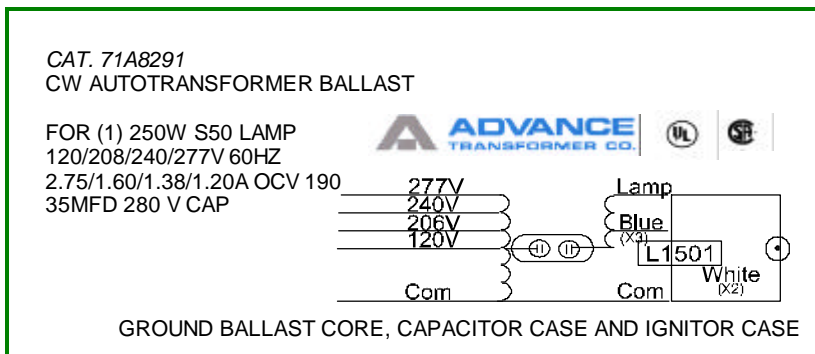 CAT. 71A8291
CW AUTOTRANSFORMER BALLAST
FOR (1) 250W S50 LAMP
120/208/240/277V 60HZ
2.75/1.60/1.38/1.20A OCV 190
35MFD 280 V CAP
ADVANCE
TRANSFORMER CO.
UL
SA
277V
240V
206V
120V
Com
Lamp
Blue
(X3)
L1501
White
(X2)
Com
GROUND BALLAST CORE, CAPACITOR CASE AND IGNITOR CASE